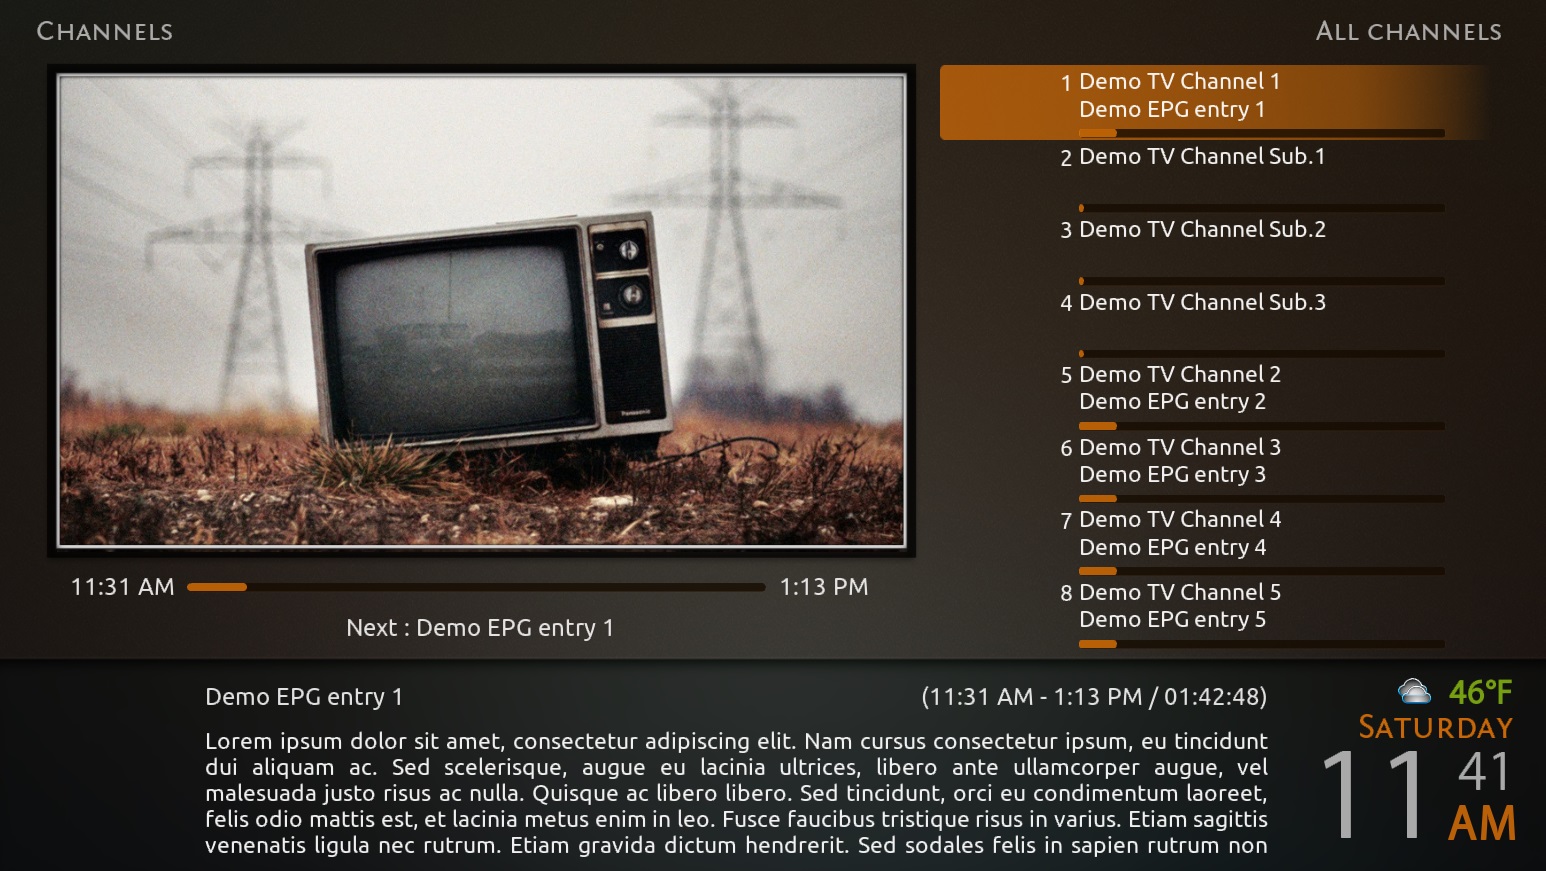 CHANNELS
ALL CHANNELS
1 Demo TV Channel 1
Demo EPG entry 1
2 Demo TV Channel Sub.1
3 Demo TV Channel Sub.2
4 Demo TV Channel Sub.3
5 Demo TV Channel 2
Demo EPG entry 2
6 Demo TV Channel 3
Demo EPG entry 3
7 Demo TV Channel 4
Demo EPG entry 4
8 Demo TV Channel 5
Demo EPG entry 5
Panasonic
11:31 AM
1:13 PM
Next : Demo EPG entry 1
Demo EPG entry 1
(11:31 AM - 1:13 PM / 01:42:48)
Lorem ipsum dolor sit amet, consectetur adipiscing elit. Nam cursus consectetur ipsum, eu tincidunt
dui aliquam ac. Sed scelerisque, augue eu lacinia ultrices, libero ante ullamcorper augue, vel
malesuada justo risus ac nulla. Quisque ac libero libero. Sed tincidunt, orci eu condimentum laoreet,
felis odio mattis est, et lacinia metus enim in leo. Fusce faucibus tristique risus in varius. Etiam sagittis
venenatis ligula nec rutrum. Etiam gravida dictum hendrerit. Sed sodales felis in sapien rutrum non
46°F
SATURDAY
11 41
AM